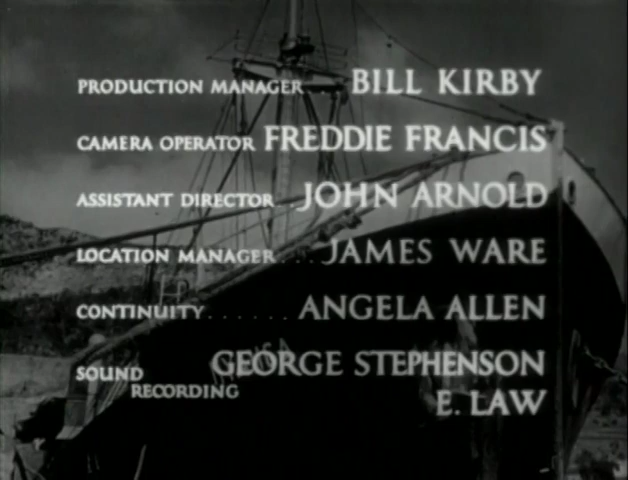 PRODUCTION MANAGER . . BILL KIRBY
CAMERA OPERATOR FREDDIE FRANCIS
ASSISTANT DIRECTOR . . JOHN ARNOLD
LOCATION MANAGER . . . JAMES WARE
CONTINUITY . . . . . . ANGELA ALLEN
SOUND RECORDING GEORGE STEPHENSON
E. LAW